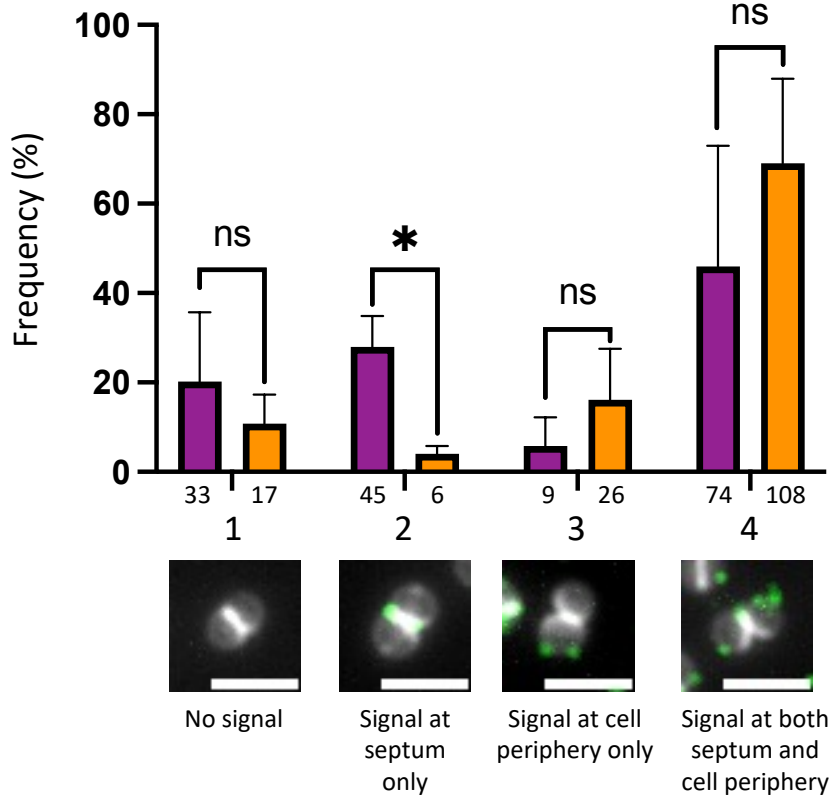 Frequency (%)
100
80
60
40
20
0
ns
*
ns
ns
33 17 45 6 9 26 74 108
1 2 3 4
No signal
Signal at
septum
only
Signal at cell
periphery only
Signal at both
septum and
cell periphery